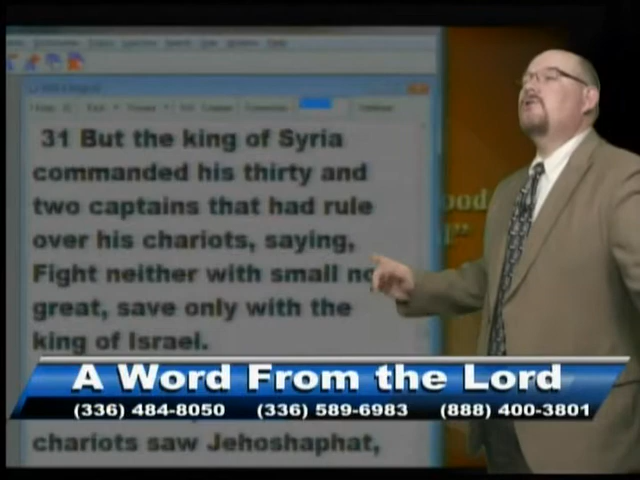 31 But the king of Syria
commanded his thirty and
two captains that had rule
over his chariots, saying,
Fight neither with small no
great, save only with the
king of Israel.
A Word From the Lord
(336) 484-8050 (336) 589-6983 (888) 400-3801
chariots saw Jehoshaphat,